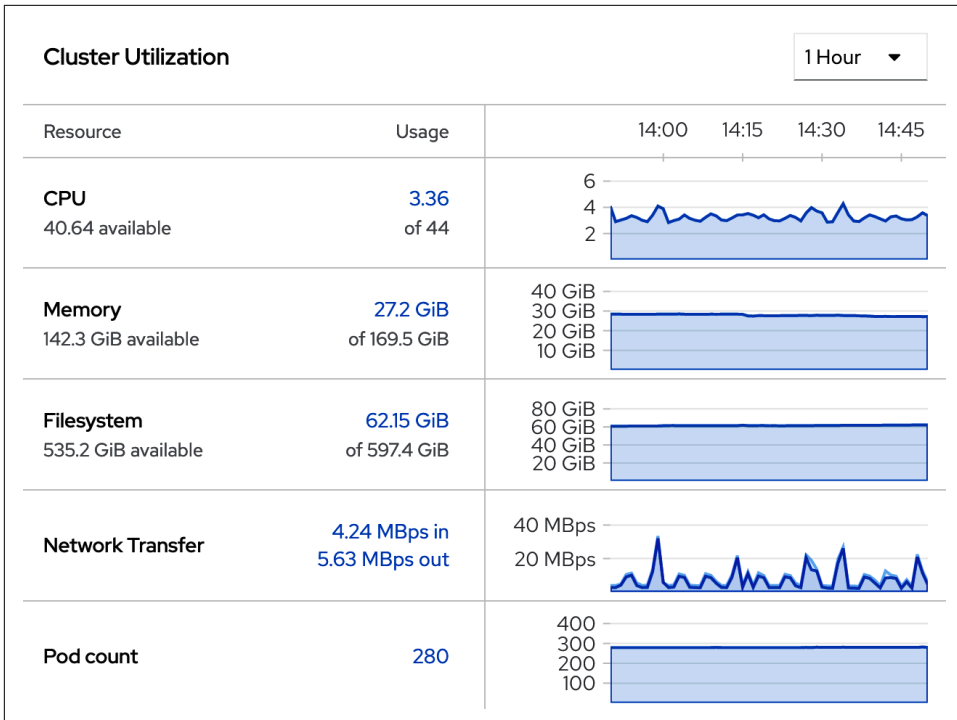 Cluster Utilization
1 Hour
Resource Usage
14:00 14:15 14:30 14:45
CPU 3.36
40.64 available of 44
6
4
2
Memory 27.2 GiB
142.3 GiB available of 169.5 GiB
40 GiB
30 GiB
20 GiB
10 GiB
Filesystem 62.15 GiB
535.2 GiB available of 597.4 GiB
80 GiB
60 GiB
40 GiB
20 GiB
Network Transfer
4.24 MBps in
5.63 MBps out
40 MBps
20 MBps
Pod count 280
400
300
200
100